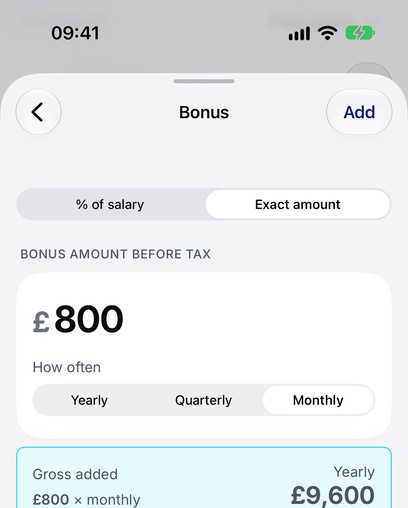 09:41
Bonus
Add
% of salary
Exact amount
BONUS AMOUNT BEFORE TAX
£800
How often
Yearly
Quarterly
Monthly
Gross added
Yearly
£800 × monthly
£9,600